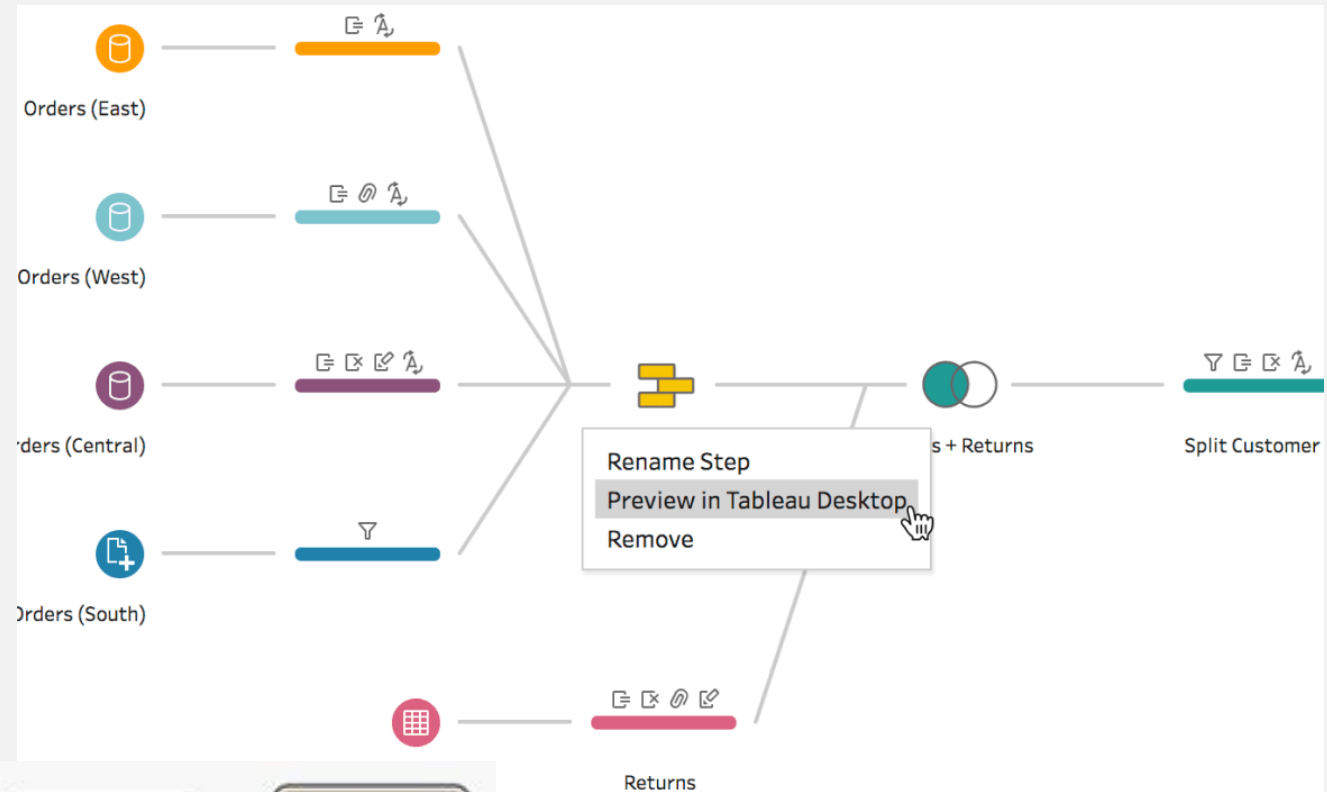 Orders (East)
Orders (West)
rders (Central)
s + Returns
Split Customer
Rename Step
Preview in Tableau Desktop
Remove
Orders (South)
Returns